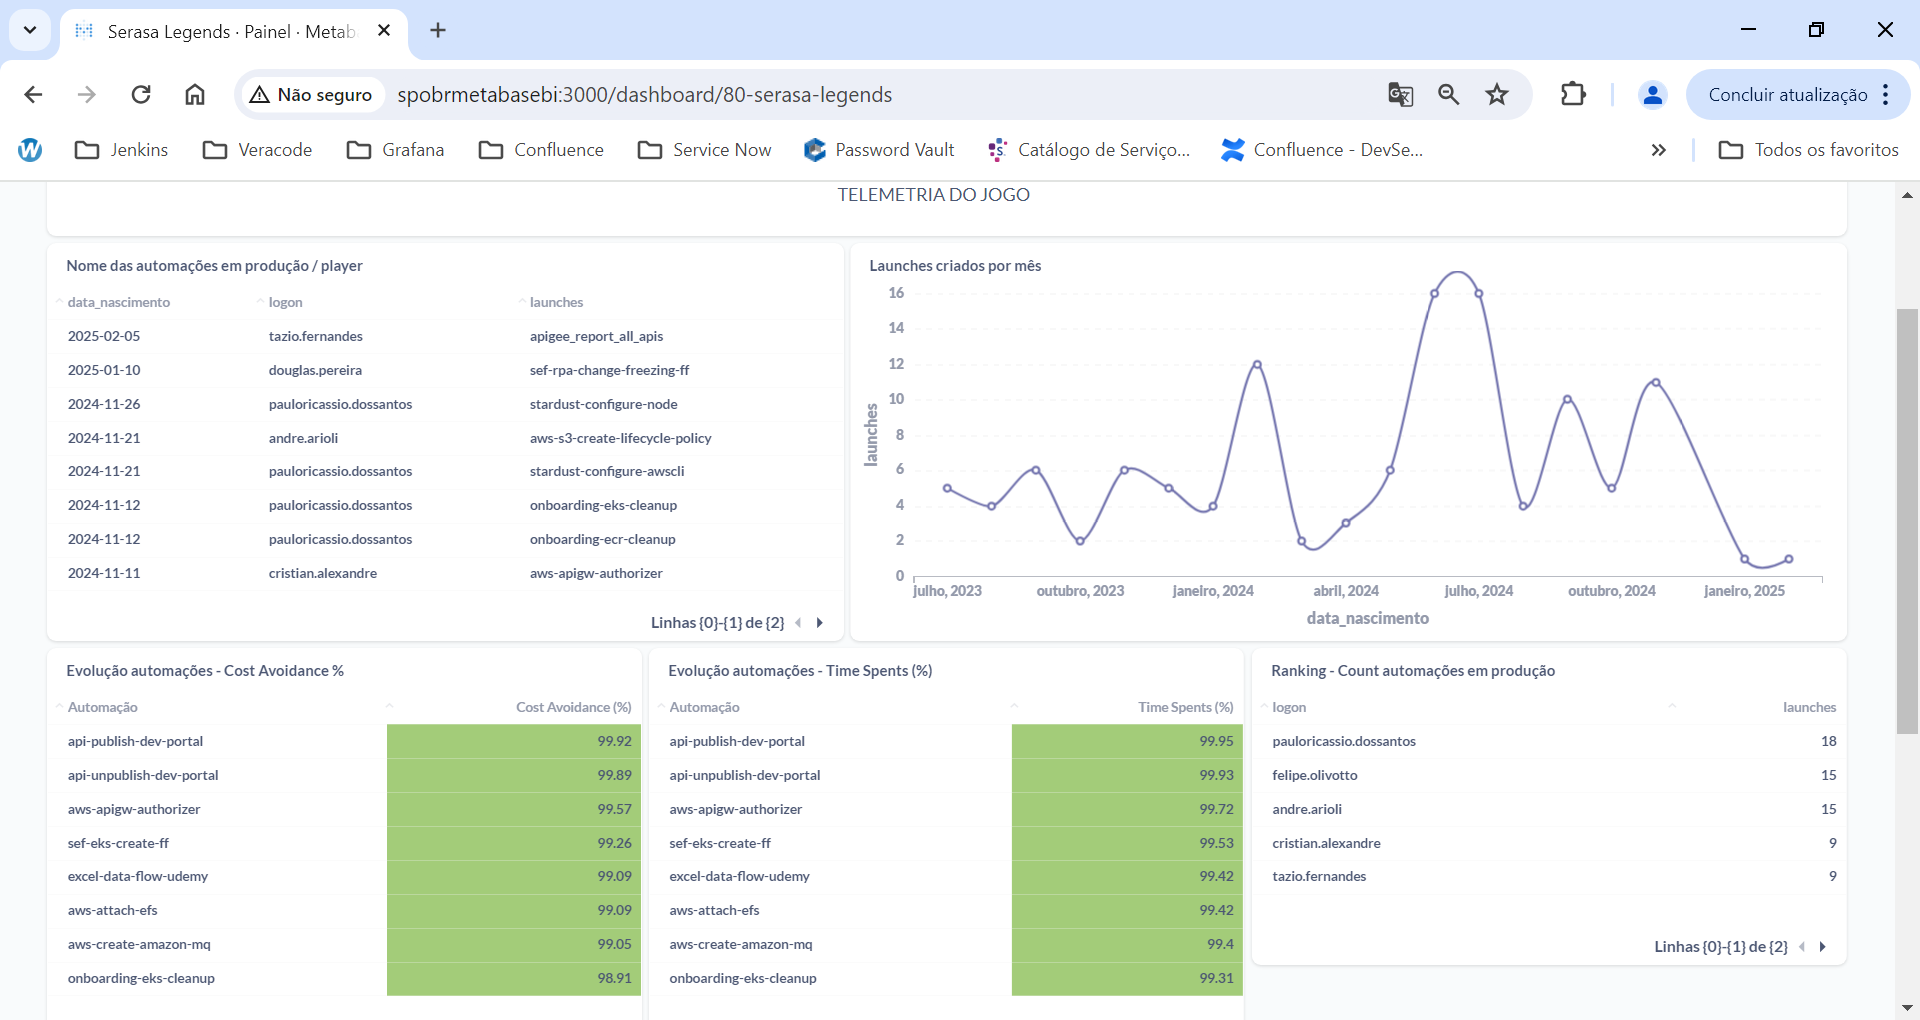 Serasa Legends · Painel · Metab
Não seguro
spobrmetabasebi:3000/dashboard/80-serasa-legends
Concluir atualização
Jenkins
Veracode
Grafana
Confluence
Service Now
Password Vault
Catálogo de Serviço...
Confluence - DevSe...
Todos os favoritos
TELEMETRIA DO JOGO
Nome das automações em produção / player
data_nascimento logon launches
2025-02-05 tazio.fernandes apigee_report_all_apis
2025-01-10 douglas.pereira sef-rpa-change-freezing-ff
2024-11-26 pauloricassio.dossantos stardust-configure-node
2024-11-21 andre.arioli aws-s3-create-lifecycle-policy
2024-11-21 pauloricassio.dossantos stardust-configure-awscli
2024-11-12 pauloricassio.dossantos onboarding-eks-cleanup
2024-11-12 pauloricassio.dossantos onboarding-ecr-cleanup
2024-11-11 cristian.alexandre aws-apigw-authorizer
Linhas {0}-{1} de {2}
Launches criados por mês
launches
16
14
12
10
8
6
4
2
0
julho, 2023 outubro, 2023 janeiro, 2024 abril, 2024 julho, 2024 outubro, 2024 janeiro, 2025
data_nascimento
Evolução automações - Cost Avoidance %
Automação Cost Avoidance (%)
api-publish-dev-portal 99.92
api-unpublish-dev-portal 99.89
aws-apigw-authorizer 99.57
sef-eks-create-ff 99.26
excel-data-flow-udemy 99.09
aws-attach-efs 99.09
aws-create-amazon-mq 99.05
onboarding-eks-cleanup 98.91
Evolução automações - Time Spents (%)
Automação Time Spents (%)
api-publish-dev-portal 99.95
api-unpublish-dev-portal 99.93
aws-apigw-authorizer 99.72
sef-eks-create-ff 99.53
excel-data-flow-udemy 99.42
aws-attach-efs 99.42
aws-create-amazon-mq 99.4
onboarding-eks-cleanup 99.31
Ranking - Count automações em produção
logon launches
pauloricassio.dossantos 18
felipe.olivotto 15
andre.arioli 15
cristian.alexandre 9
tazio.fernandes 9
Linhas {0}-{1} de {2}